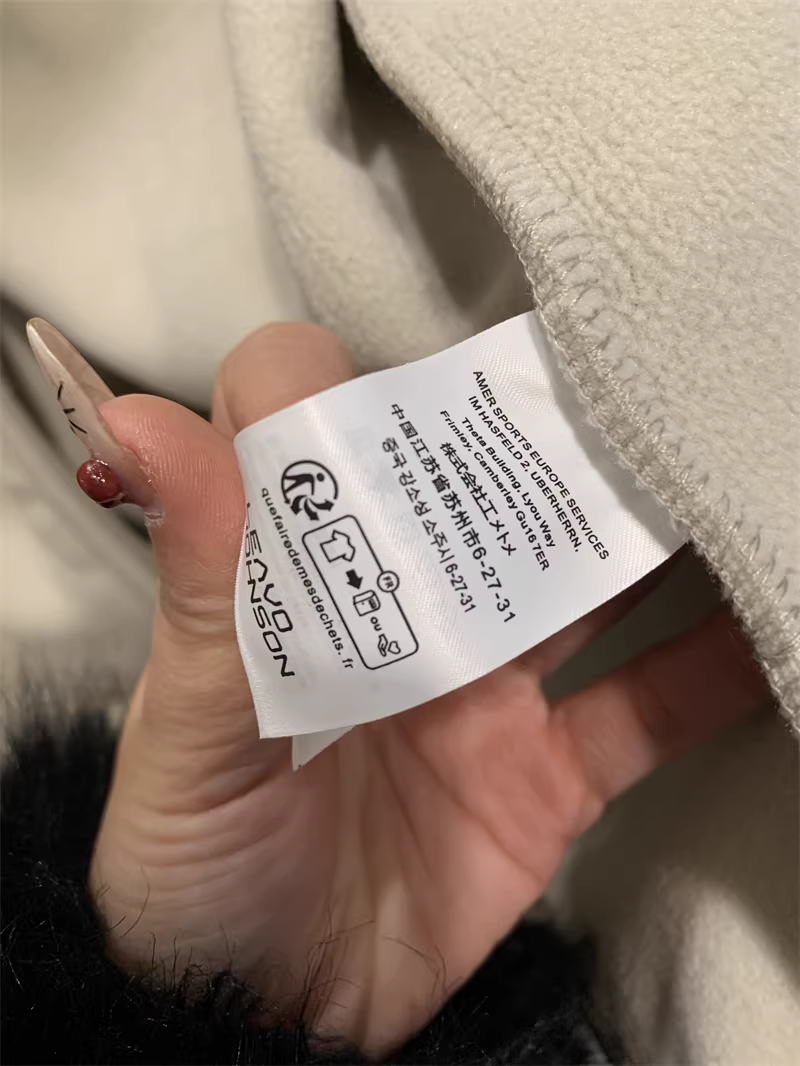 AMER SPORTS EUROPE SERVICES
IM HASFELD 2, UBERHERRN.
Theta Building, Lyou Way
Frimley, Camberley Gu16 7ER
株式会社工メトメ
中国江苏省苏州市6-27-31
중국 강소성 소주시 6-27-31
FR
ou
quefairedemesdechets.fr